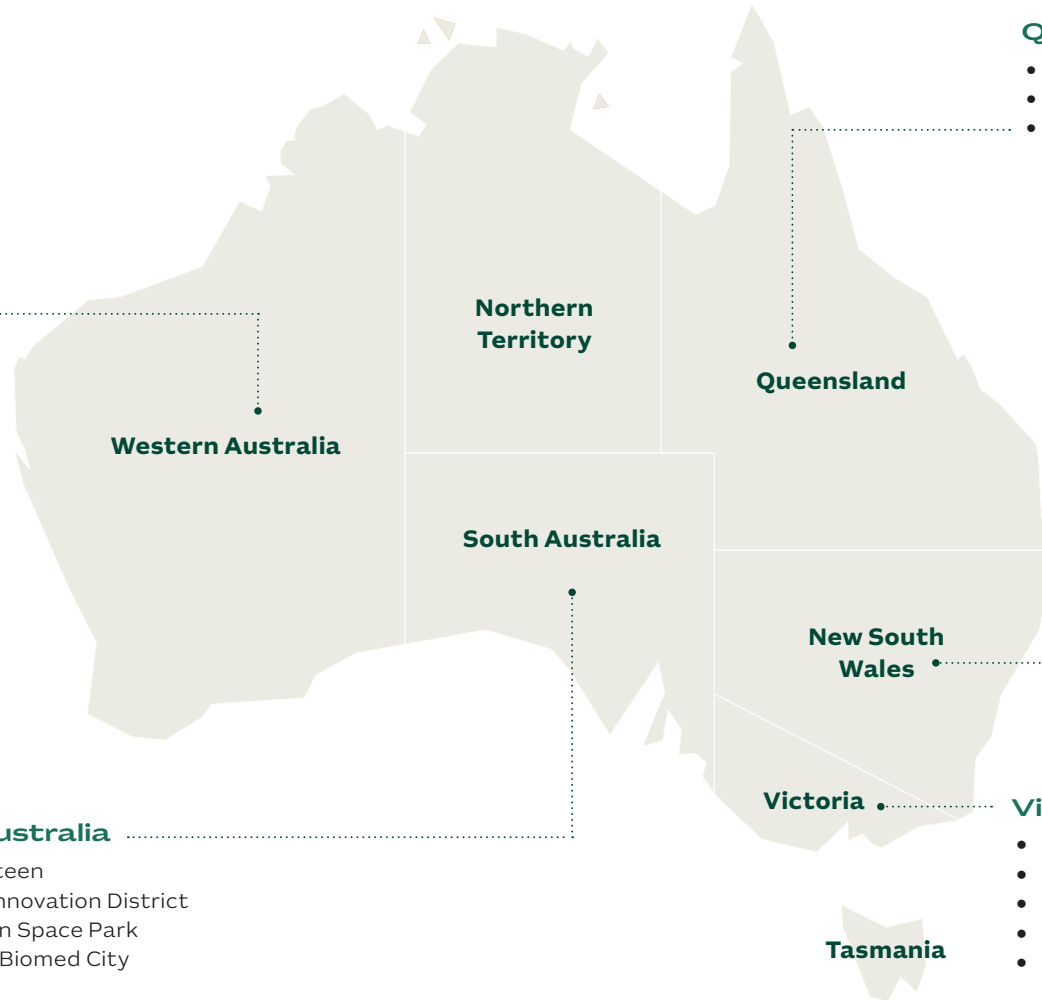 Northern
Territory
Queensland
Western Australia
South Australia
New South
Wales
Victoria
Tasmania
ustralia
teen
nnovation District
n Space Park
Biomed City
Q
Vi